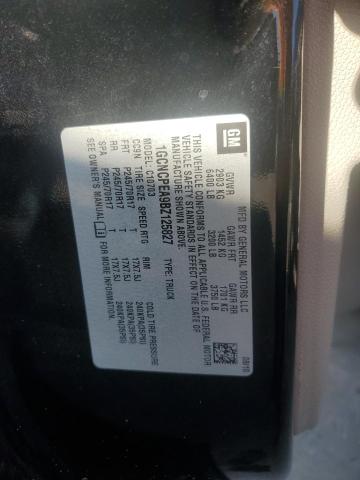 GM
MFD BY GENERAL MOTORS LLC
08/10
GVWR GAWR FRT GAWR RR
2903 KG 1452 KG 1701 KG
6400 LB 3200 LB 3750 LB
THIS VEHICLE CONFORMS TO ALL APPLICABLE U.S. FEDERAL MOTOR
VEHICLE SAFETY STANDARDS IN EFFECT ON THE DATE OF
MANUFACTURE SHOWN ABOVE.
1GCNCPEA9BZ125827 TYPE: TRUCK
MODEL: C10703
CC9N TIRE SIZE SPEED RTG RIM COLD TIRE PRESSURE
FRT P245/70R17 T 17X7.5J 240KPA(35PSI)
RR P245/70R17 T 17X7.5J 240KPA(35PSI)
SPA P245/70R17 T 17X7.5J 240KPA(35PSI)
SEE OWNER'S MANUAL